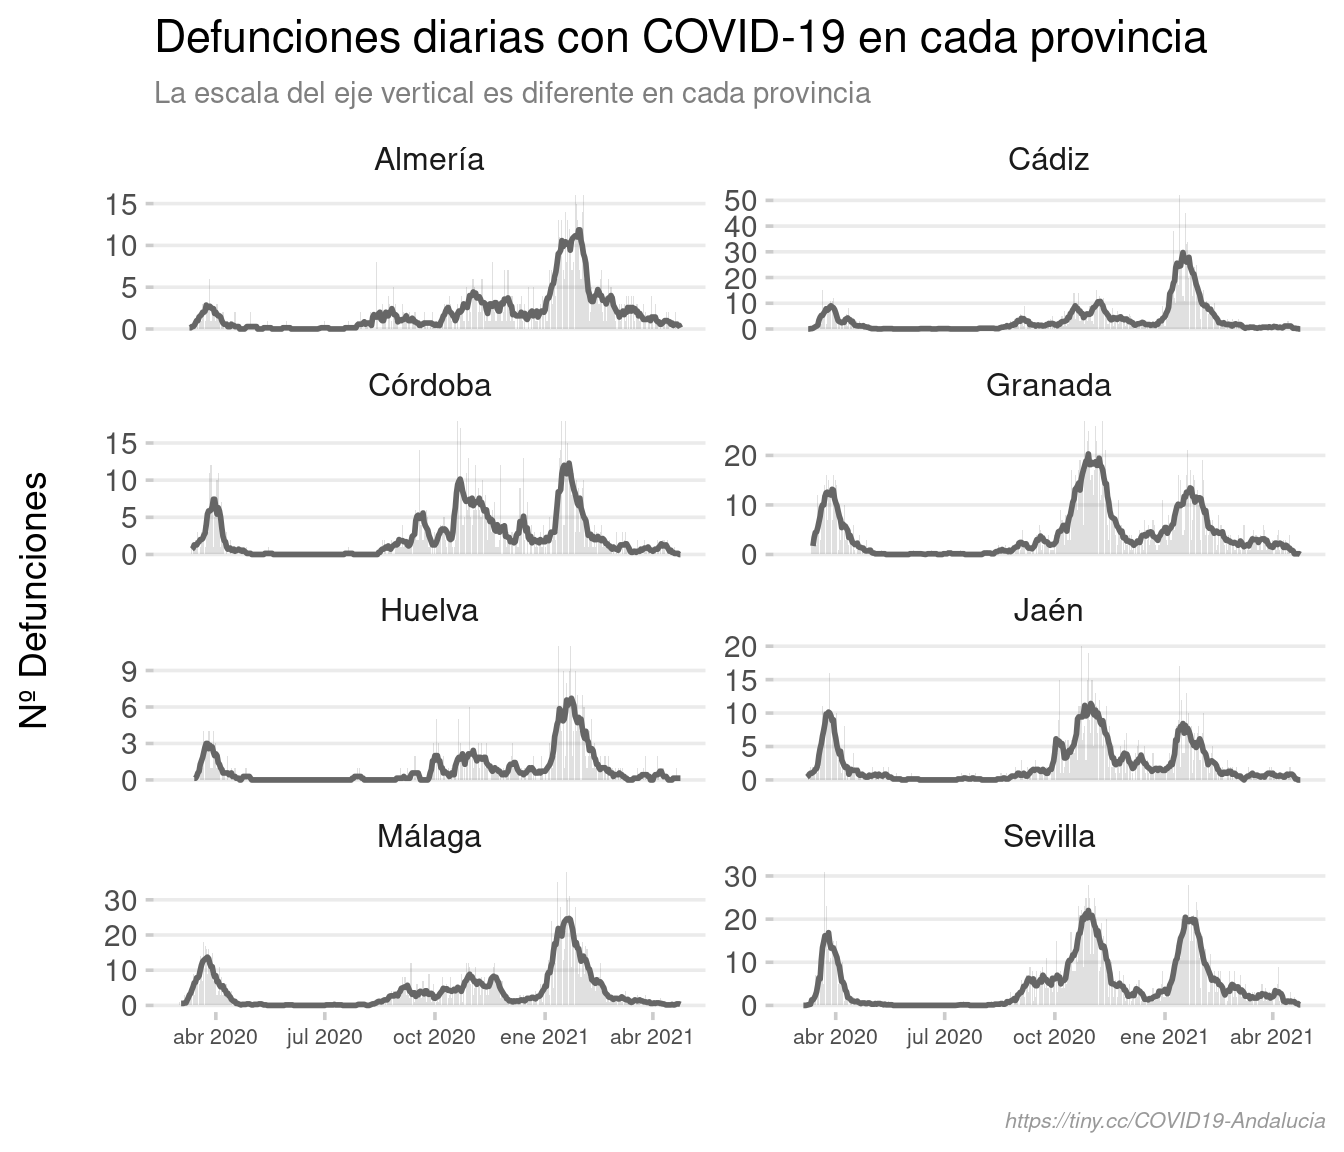 Defunciones diarias con COVID-19 en cada provincia
La escala del eje vertical es diferente en cada provincia
Nº Defunciones
Almería
15
10
5
0
Cádiz
50
40
30
20
10
0
Córdoba
15
10
5
0
Granada
20
10
0
Huelva
9
6
3
0
Jaén
20
15
10
5
0
Málaga
30
20
10
0
Sevilla
30
20
10
0
abr 2020 jul 2020 oct 2020 ene 2021 abr 2021
abr 2020 jul 2020 oct 2020 ene 2021 abr 2021
https://tiny.cc/COVID19-Andalucia